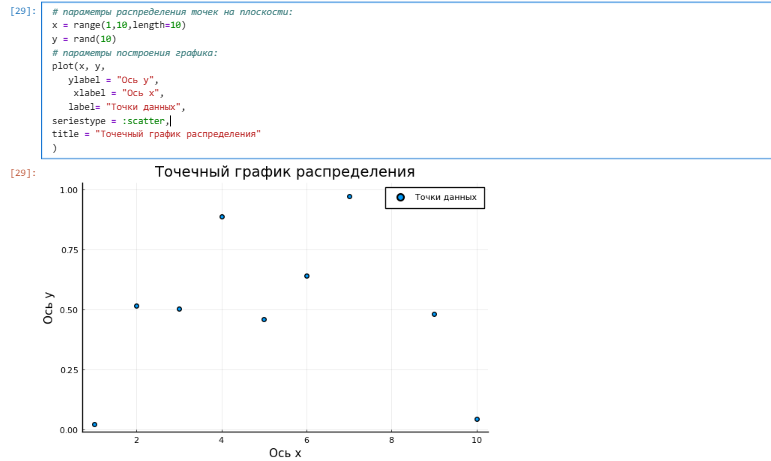 [29]:
# параметры распределения точек на плоскости:
x = range(1,10,length=10)
y = rand(10)
# параметры построения графика:
plot(x, y,
ylabel = "Ось y",
xlabel = "Ось x",
label= "Точки данных",
seriestype = :scatter,
title = "Точечный график распределения"
)
[29]:
Точечный график распределения
1.00
Точки данных
0.75
Ось y
0.50
0.25
0.00
2 4 6 8 10
Ось x